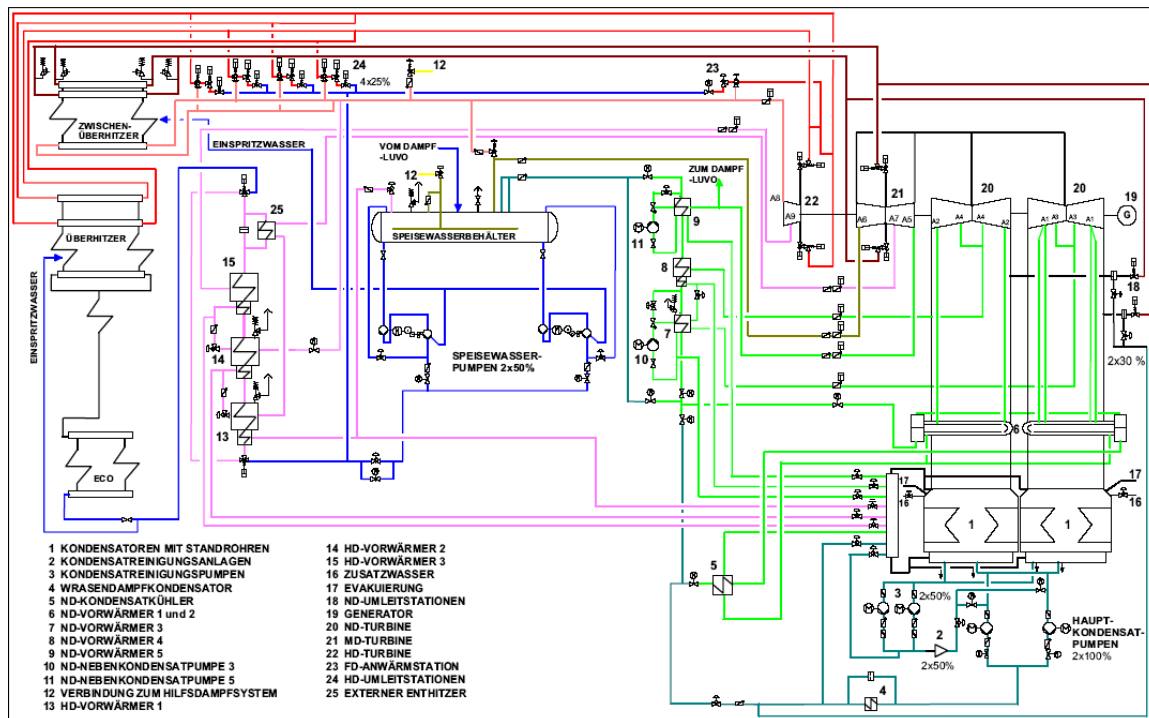 24
4x25%
12
23
ZWISCHEN-
ÜBERHITZER
EINSPRITZWASSER
VOM DAMPF
-LUVO
12
ZUM DAMPF
-LUVO
A8
A9
22
21
A6
A7
A5
20
20
19
G
A2
A4
A4
A2
A1
A3
A3
A1
25
SPEISEWASSERBEHÄLTER
11
9
8
ÜBERHITZER
15
EINSPRITZWASSER
14
13
SPEISEWASSER-
PUMPEN 2x50%
7
10
18
2x30 %
6
ECO
17
16
1
1
17
16
5
3
2x50%
2
2x50%
4
HAUPT-
KONDENSAT-
PUMPEN
2x100%
1 KONDENSATOREN MIT STANDROHREN
2 KONDENSATREINIGUNGSANLAGEN
3 KONDENSATREINIGUNGSPUMPEN
4 WRASENDAMPFKONDENSATOR
5 ND-KONDENSATKÜHLER
6 ND-VORWÄRMER 1 und 2
7 ND-VORWÄRMER 3
8 ND-VORWÄRMER 4
9 ND-VORWÄRMER 5
10 ND-NEBENKONDENSATPUMPE 3
11 ND-NEBENKONDENSATPUMPE 5
12 VERBINDUNG ZUM HILFSDAMPFSYSTEM
13 HD-VORWÄRMER 1
14 HD-VORWÄRMER 2
15 HD-VORWÄRMER 3
16 ZUSATZWASSER
17 EVAKUIERUNG
18 ND-UMLEITSTATIONEN
19 GENERATOR
20 ND-TURBINE
21 MD-TURBINE
22 HD-TURBINE
23 FD-ANWÄRMSTATION
24 HD-UMLEITSTATIONEN
25 EXTERNER ENTHITZER